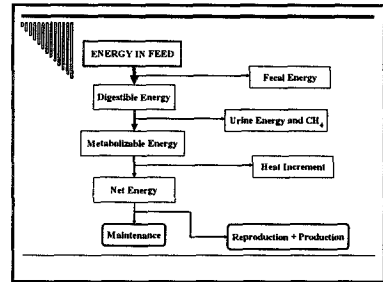 ENERGY IN FEED
Fecal Energy
Digestible Energy
Urine Energy and CH4
Metabolizable Energy
Heat Increment
Net Energy
Maintenance
Reproduction + Production